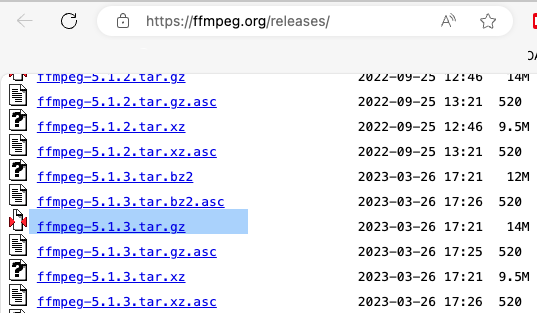 https://ffmpeg.org/releases/
ffmpeg-5.1.2.tar.gz 2022-09-25 12:46 14M
ffmpeg-5.1.2.tar.gz.asc 2022-09-25 13:21 520
ffmpeg-5.1.2.tar.xz 2022-09-25 12:46 9.5M
ffmpeg-5.1.2.tar.xz.asc 2022-09-25 13:21 520
ffmpeg-5.1.3.tar.bz2 2023-03-26 17:21 12M
ffmpeg-5.1.3.tar.bz2.asc 2023-03-26 17:26 520
ffmpeg-5.1.3.tar.gz 2023-03-26 17:21 14M
ffmpeg-5.1.3.tar.gz.asc 2023-03-26 17:25 520
ffmpeg-5.1.3.tar.xz 2023-03-26 17:21 9.5M
ffmpeg-5.1.3.tar.xz.asc 2023-03-26 17:26 520